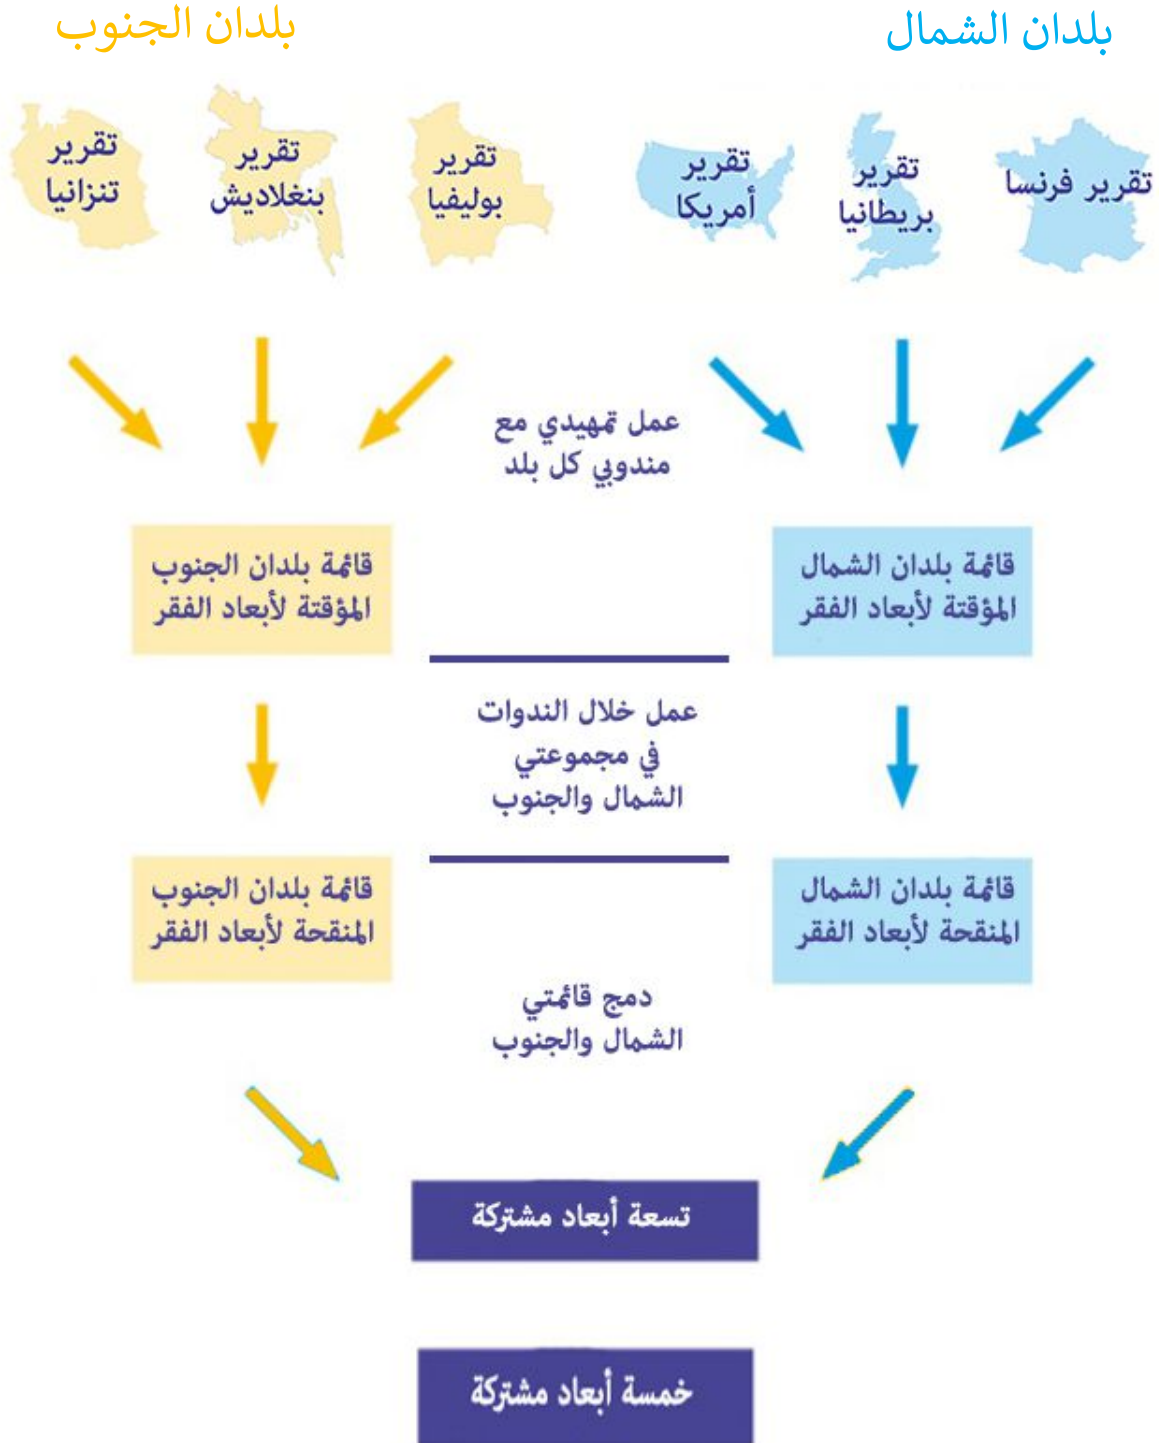 بلدان الشمال
بلدان الجنوب
تقرير فرنسا
تقرير
بريطانيا
تقرير
أمريكا
تقرير
بوليفيا
تقرير
بنغلاديش
تقرير
تنزانيا
عمل تمهيدي مع
مندوبي كل بلد
قائمة بلدان الشمال
المؤقتة لأبعاد الفقر
قائمة بلدان الجنوب
المؤقتة لأبعاد الفقر
عمل خلال الندوات
في مجموعتي
الشمال والجنوب
قائمة بلدان الشمال
المنقحة لأبعاد الفقر
قائمة بلدان الجنوب
المنقحة لأبعاد الفقر
دمج قائمتي
الشمال والجنوب
تسعة أبعاد مشتركة
خمسة أبعاد مشتركة